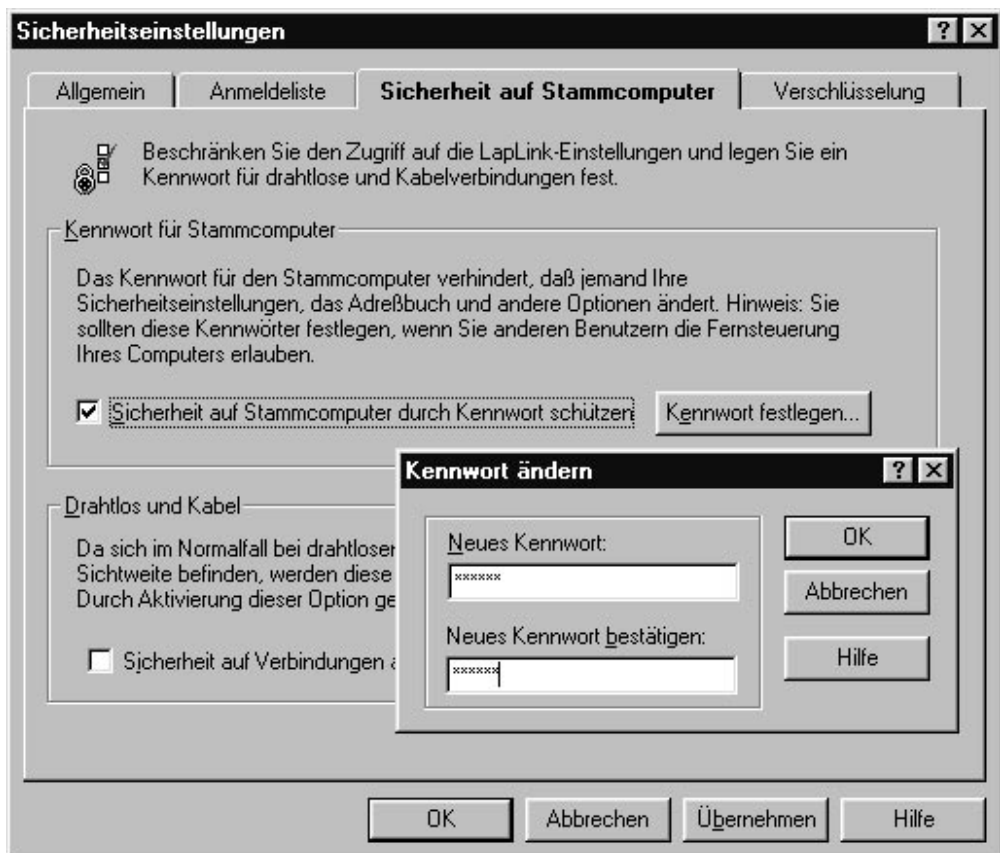 Sicherheitseinstellungen
Allgemein
Anmeldeliste
Sicherheit auf Stammcomputer
Verschlüsselung
Beschränken Sie den Zugriff auf die LapLink-Einstellungen und legen Sie ein
Kennwort für drahtlose und Kabelverbindungen fest.
Kennwort für Stammcomputer
Das Kennwort für den Stammcomputer verhindert, daß jemand Ihre
Sicherheitseinstellungen, das Adreßbuch und andere Optionen ändert. Hinweis: Sie
sollten diese Kennwörter festlegen, wenn Sie anderen Benutzern die Fernsteuerung
Ihres Computers erlauben.
Sicherheit auf Stammcomputer durch Kennwort schützen
Kennwort festlegen...
Drahtlos und Kabel
Da sich im Normalfall bei drahtloser
Sichtweite befinden, werden diese
Durch Aktivierung dieser Option ge
Sicherheit auf Verbindungen a
Kennwort ändern
Neues Kennwort:
xxxxxx
Neues Kennwort bestätigen:
xxxxxx
OK
Abbrechen
Hilfe
OK
Abbrechen
Übernehmen
Hilfe